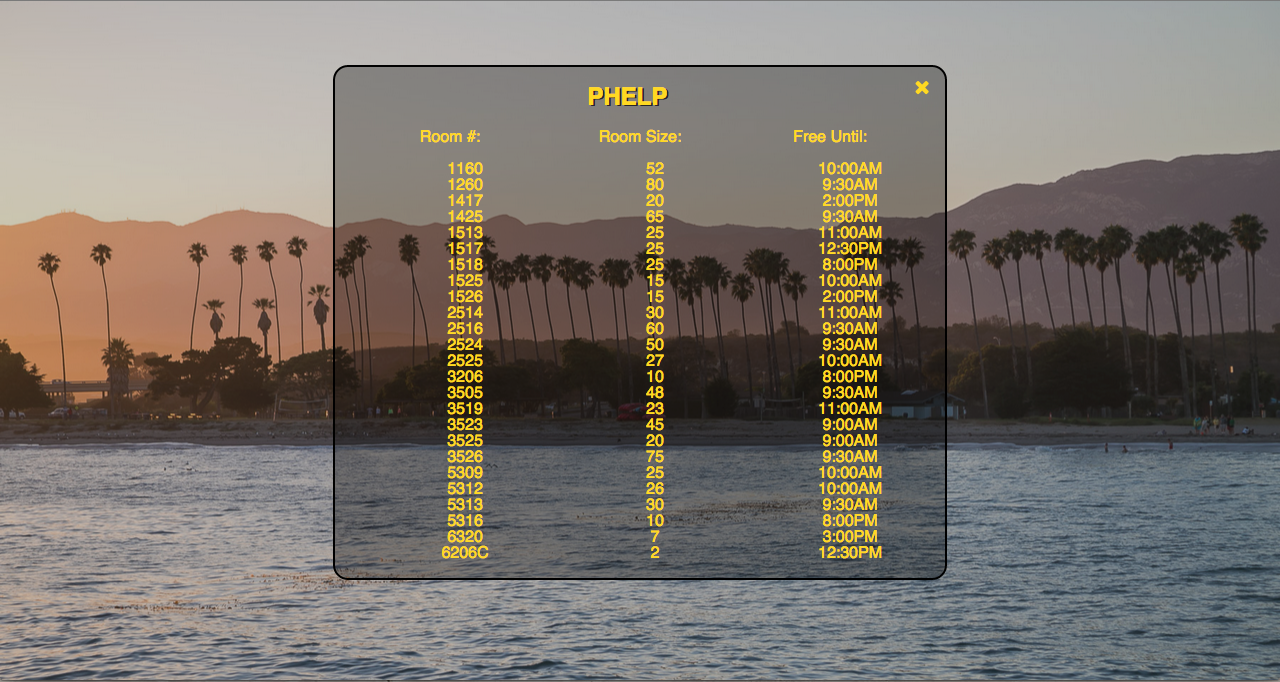 PHELP
Room #: Room Size: Free Until:
1160 52 10:00AM
1260 80 9:30AM
1417 20 2:00PM
1425 65 9:30AM
1513 25 11:00AM
1517 25 12:30PM
1518 25 8:00PM
1525 15 10:00AM
1526 15 2:00PM
2514 30 11:00AM
2516 60 9:30AM
2524 50 9:30AM
2525 27 10:00AM
3206 10 8:00PM
3505 48 9:30AM
3519 23 11:00AM
3523 45 9:00AM
3525 20 9:00AM
3526 75 9:30AM
5309 25 10:00AM
5312 26 10:00AM
5313 30 9:30AM
5316 10 8:00PM
6320 7 3:00PM
6206C 2 12:30PM